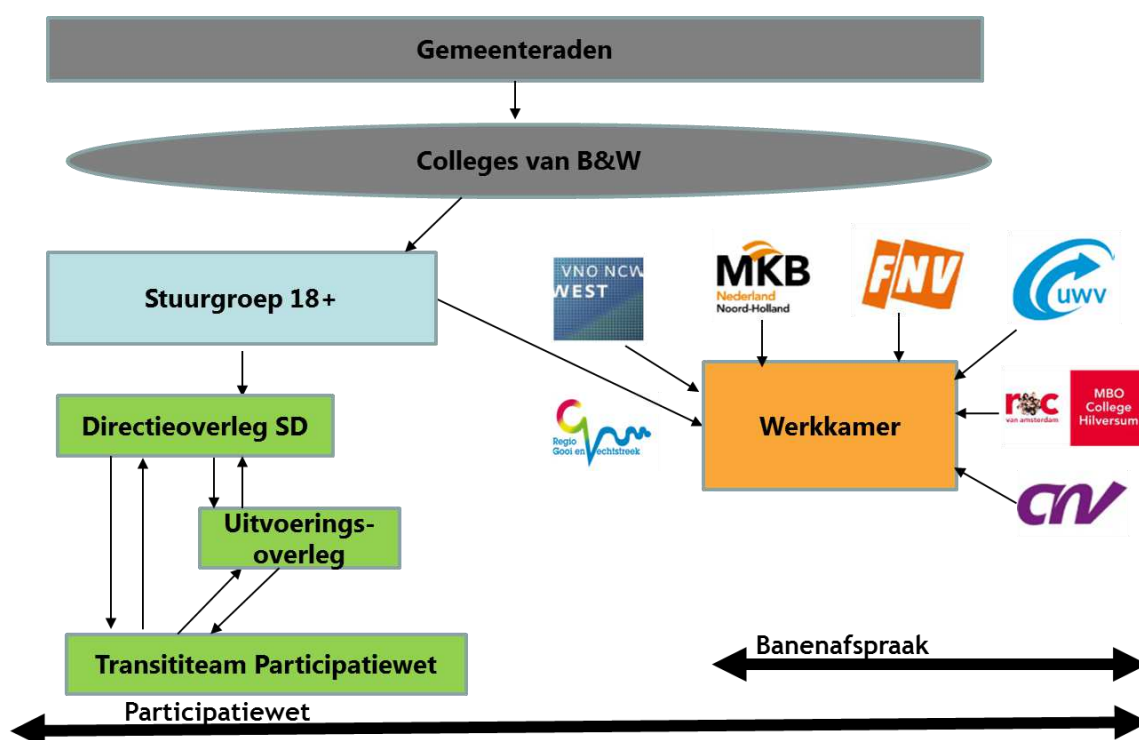 Gemeenteraden
Colleges van B&W
Stuurgroep 18+
VNO NCW
WEST
MKB
Nederland
Noord-Holland
FNV
UWV
Directieoverleg SD
Regio
Gooi en Vechtstreek
Werkkamer
roc
van amsterdam
MBO
College
Hilversum
Uitvoerings-
overleg
cnv
Transititeam Participatiewet
Banenafspraak
Participatiewet